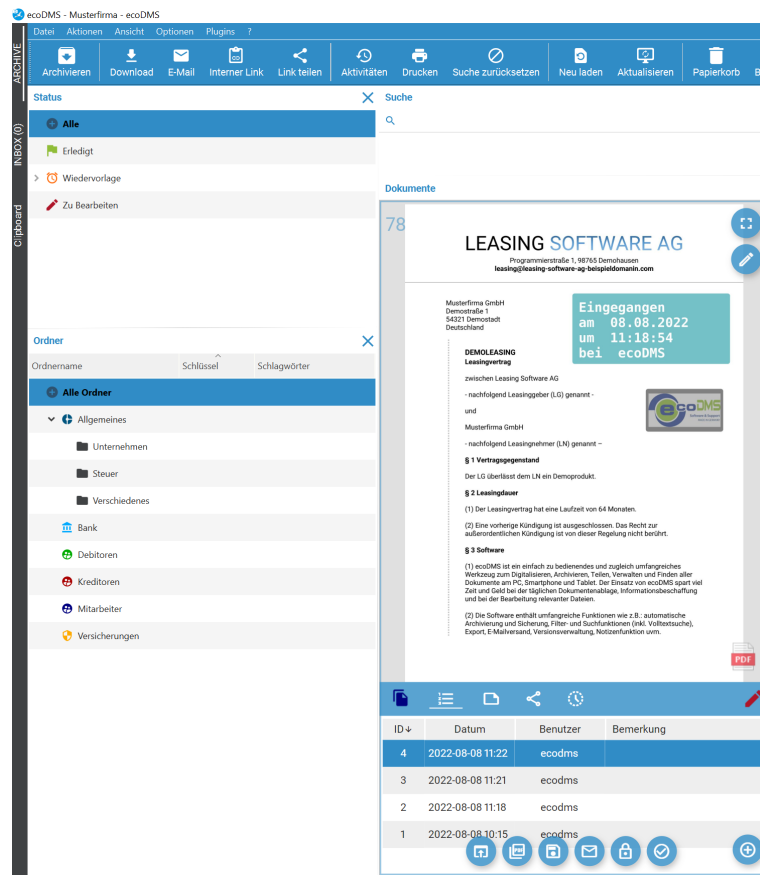 ecoDMS - Musterfirma - ecoDMS
Datei Aktionen Ansicht Optionen Plugins ?
ARCHIVE
INBOX (0)
Clipboard
Archivieren Download E-Mail Interner Link Link teilen Aktivitäten Drucken Suche zurücksetzen Neu laden Aktualisieren Papierkorb B
Status
Alle
Erledigt
Wiedervorlage
Zu Bearbeiten
Ordner
Ordnername Schlüssel Schlagwörter
Alle Ordner
Allgemeines
Unternehmen
Steuer
Verschiedenes
Bank
Debitoren
Kreditoren
Mitarbeiter
Versicherungen
Suche
Dokumente
78
LEASING SOFTWARE AG
Programmierstraße 1, 98765 Demohausen
leasing@leasing-software-ag-beispieldomanin.com
Musterfirma GmbH
Demostraße 1
54321 Demostadt
Deutschland
Eingegangen
am 08.08.2022
um 11:18:54
bei ecoDMS
DEMOLEASING
Leasingvertrag
zwischen Leasing Software AG
- nachfolgend Leasinggeber (LG) genannt -
und
Musterfirma GmbH
- nachfolgend Leasingnehmer (LN) genannt –
ecoDMS
§ 1 Vertragsgegenstand
Der LG überlässt dem LN ein Demoprodukt.
§ 2 Leasingdauer
(1) Der Leasingvertrag hat eine Laufzeit von 64 Monaten.
(2) Eine vorherige Kündigung ist ausgeschlossen. Das Recht zur
außerordentlichen Kündigung ist von dieser Regelung nicht berührt.
§ 3 Software
(1) ecoDMS ist ein einfach zu bedienendes und zugleich umfangreiches
Werkzeug zum Digitalisieren, Archivieren, Teilen, Verwalten und Finden aller
Dokumente am PC, Smartphone und Tablet. Der Einsatz von ecoDMS spart viel
Zeit und Geld bei der täglichen Dokumentenablage, Informationsbeschaffung
und bei der Bearbeitung relevanter Dateien.
(2) Die Software enthält umfangreiche Funktionen wie z.B.: automatische
Archivierung und Sicherung, Filter- und Suchfunktionen (inkl. Volltextsuche),
Export, E-Mailversand, Versionsverwaltung, Notizenfunktion uvm.
PDF
ID Datum Benutzer Bemerkung
4 2022-08-08 11:22 ecodms
3 2022-08-08 11:21 ecodms
2 2022-08-08 11:18 ecodms
1 2022-08-08 10:15 ecodms
PDF